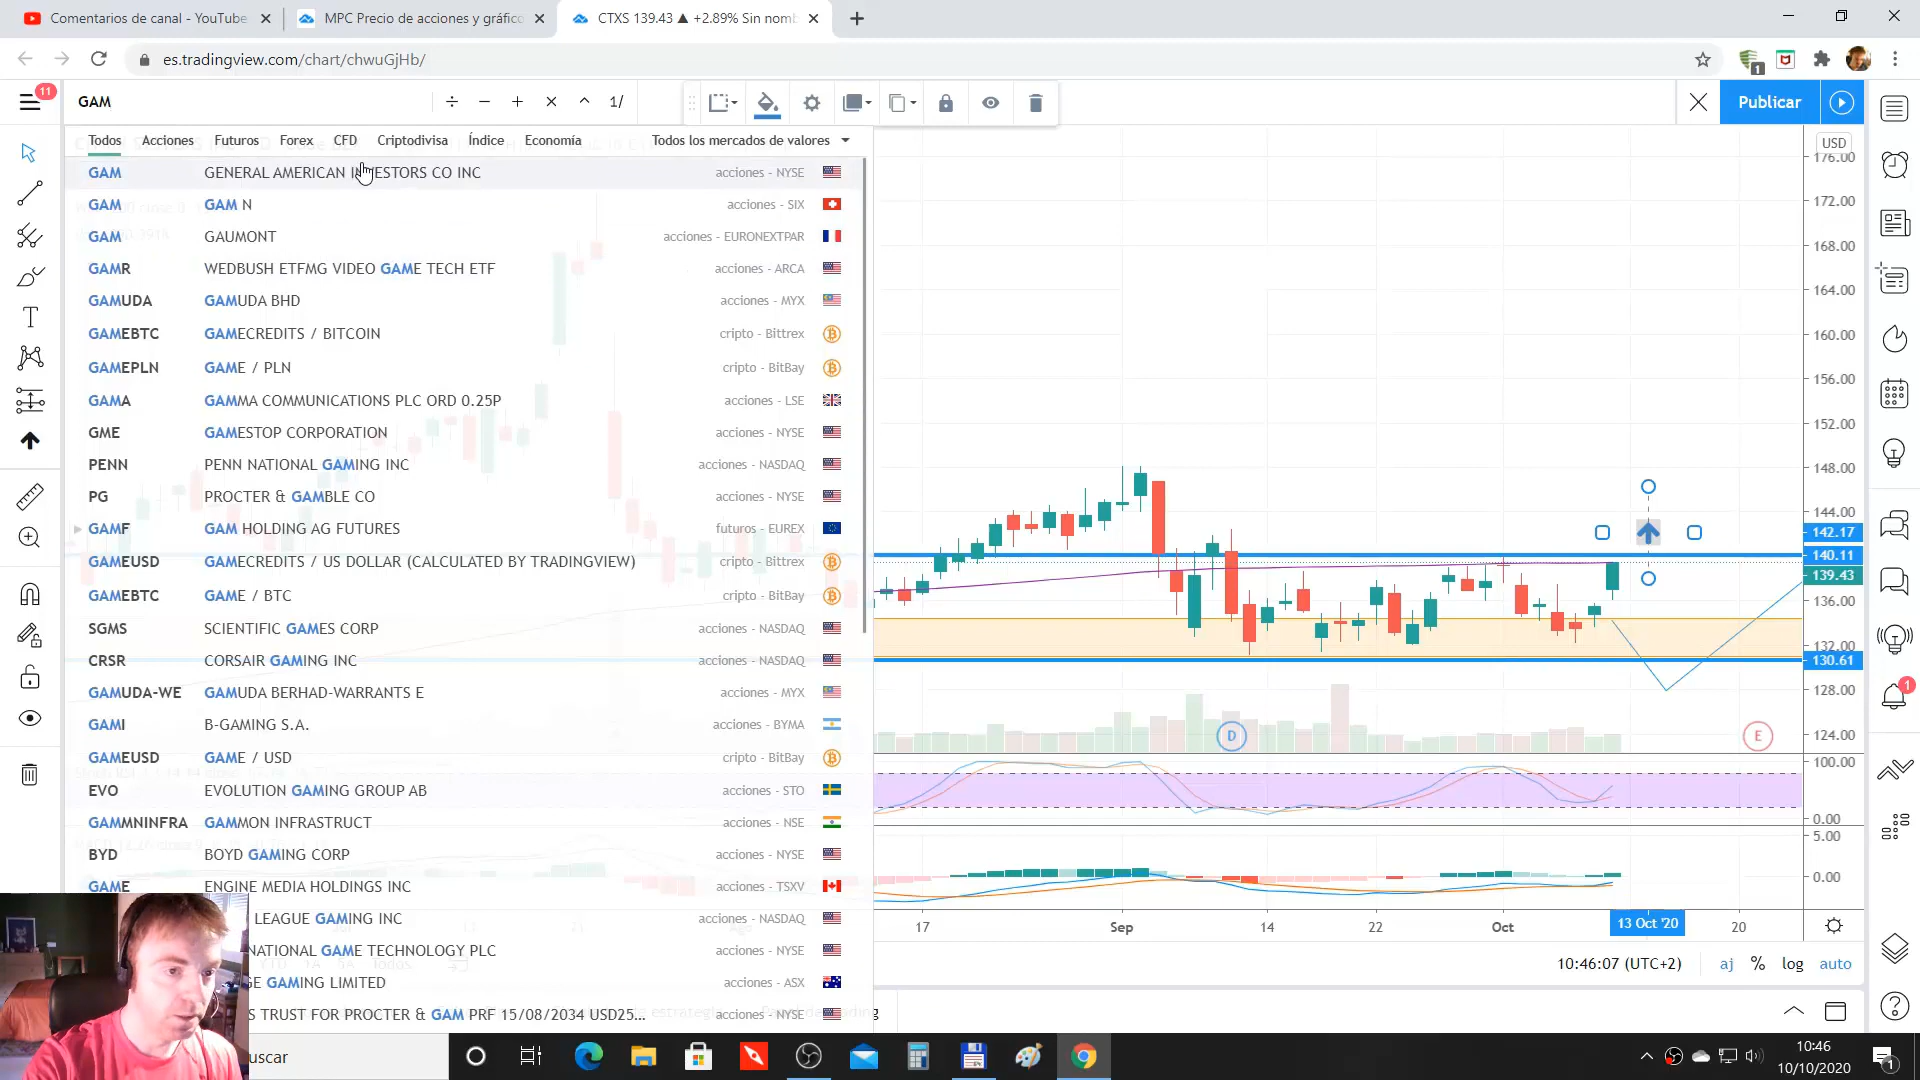 Comentarios de canal - YouTube
MPC Precio de acciones y gráfico
CTXS 139.43 ▲ +2.89% Sin nomb
es.tradingview.com/chart/chwuGjHb/
1
11
GAM
1/
Publicar
Todos Acciones Futuros Forex CFD Criptodivisa Índice Economía Todos los mercados de valores
GAM GENERAL AMERICAN INVESTORS CO INC acciones - NYSE
GAM GAM N acciones - SIX
GAM GAUMONT acciones - EURONEXTPAR
GAMR WEDBUSH ETFMG VIDEO GAME TECH ETF acciones - ARCA
GAMUDA GAMUDA BHD acciones - MYX
GAMEBTC GAMECREDITS / BITCOIN cripto - Bittrex
GAMEPLN GAME / PLN cripto - BitBay
GAMA GAMMA COMMUNICATIONS PLC ORD 0.25P acciones - LSE
GME GAMESTOP CORPORATION acciones - NYSE
PENN PENN NATIONAL GAMING INC acciones - NASDAQ
PG PROCTER & GAMBLE CO acciones - NYSE
GAMF GAM HOLDING AG FUTURES futuros - EUREX
GAMEUSD GAMECREDITS / US DOLLAR (CALCULATED BY TRADINGVIEW) cripto - Bittrex
GAMEBTC GAME / BTC cripto - BitBay
SGMS SCIENTIFIC GAMES CORP acciones - NASDAQ
CRSR CORSAIR GAMING INC acciones - NASDAQ
GAMUDA-WE GAMUDA BERHAD-WARRANTS E acciones - MYX
GAMI B-GAMING S.A. acciones - BYMA
GAMEUSD GAME / USD cripto - BitBay
EVO EVOLUTION GAMING GROUP AB acciones - STO
GAMMNINFRA GAMMON INFRASTRUCT acciones - NSE
BYD BOYD GAMING CORP acciones - NYSE
GAME ENGINE MEDIA HOLDINGS INC acciones - TSXV
LEAGUE GAMING INC acciones - NASDAQ
NATIONAL GAME TECHNOLOGY PLC acciones - NYSE
GE GAMING LIMITED acciones - ASX
S TRUST FOR PROCTER & GAM PRF 15/08/2034 USD25... acciones - NYSE
USD
176.00
172.00
168.00
164.00
160.00
156.00
152.00
148.00
144.00
142.17
140.11
139.43
136.00
132.00
130.61
128.00
124.00
100.00
0.00
5.00
0.00
D
E
17 Sep 14 22 Oct 13 Oct '20 20
10:46:07 (UTC+2) aj % log auto
1
uscar
10:46
10/10/2020
1